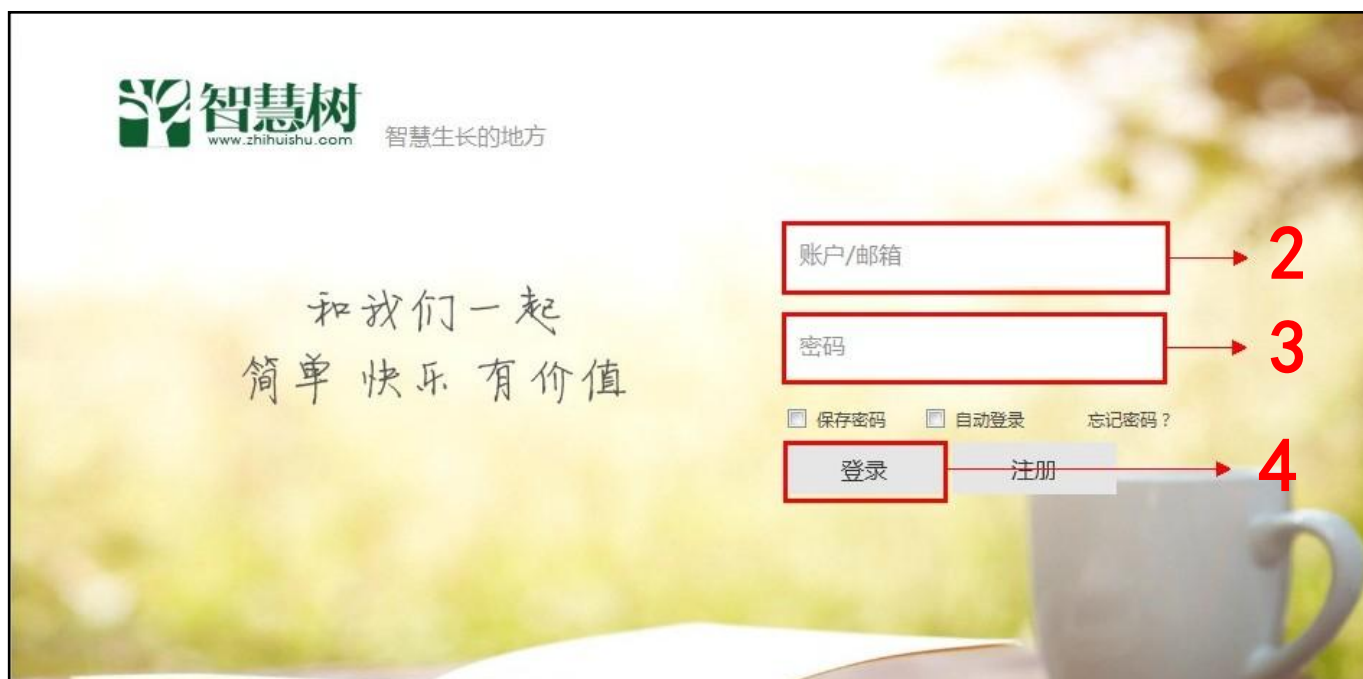 智慧树
www.zhihuishu.com
智慧生长的地方
账户/邮箱
2
和我们一起
密码
3
简单 快乐 有价值
保存密码 自动登录 忘记密码？
登录 注册
4